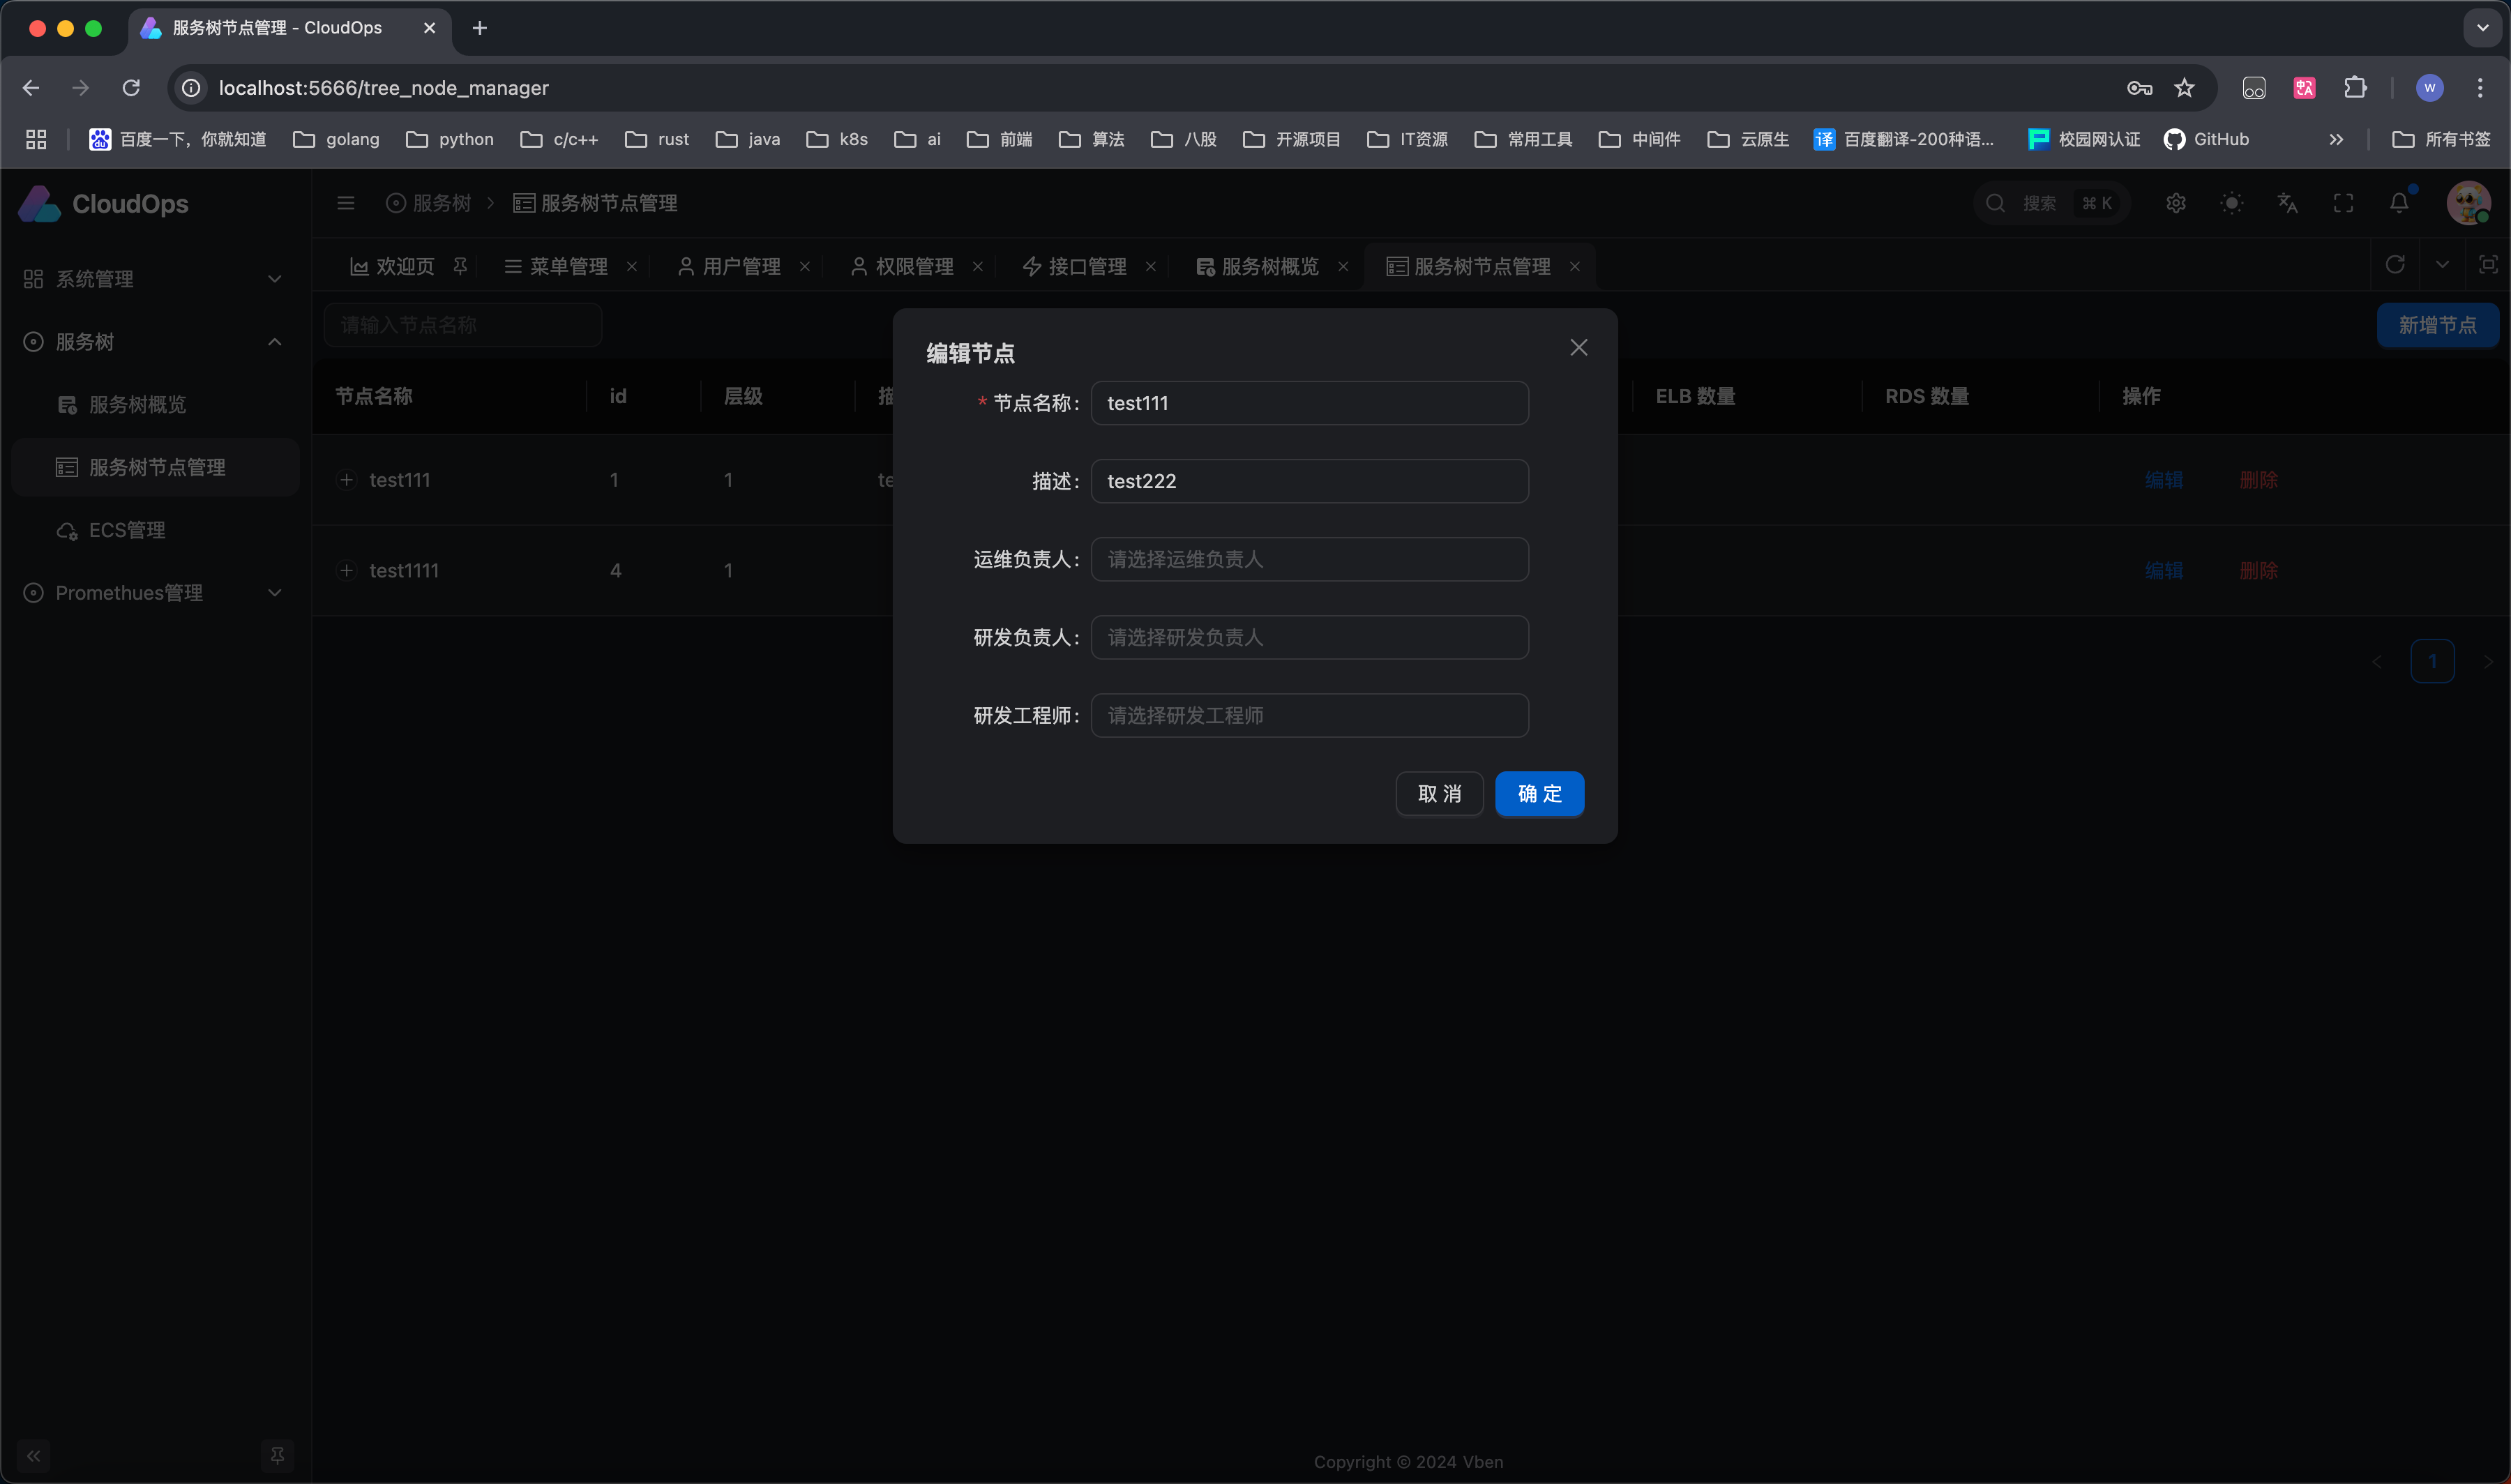 服务树节点管理 - CloudOps
localhost:5666/tree_node_manager
W
百度一下，你就知道 golang python c/c++ rust java k8s ai 前端 算法 八股 开源项目 IT资源 常用工具 中间件 云原生 译 百度翻译-200种语... 校园网认证 GitHub 所有书签
CloudOps
服务树 服务树节点管理
搜索 ⌘ K
系统管理
服务树
服务树概览
服务树节点管理
ECS管理
Promethues管理
欢迎页 菜单管理 用户管理 权限管理 接口管理 服务树概览 服务树节点管理
请输入节点名称 新增节点
节点名称 id 层级 ELB 数量 RDS 数量 操作
test111 1 1 te 编辑 删除
test1111 4 1 编辑 删除
1
编辑节点
* 节点名称: test111
描述: test222
运维负责人: 请选择运维负责人
研发负责人: 请选择研发负责人
研发工程师: 请选择研发工程师
取 消 确 定
Copyright © 2024 Vben